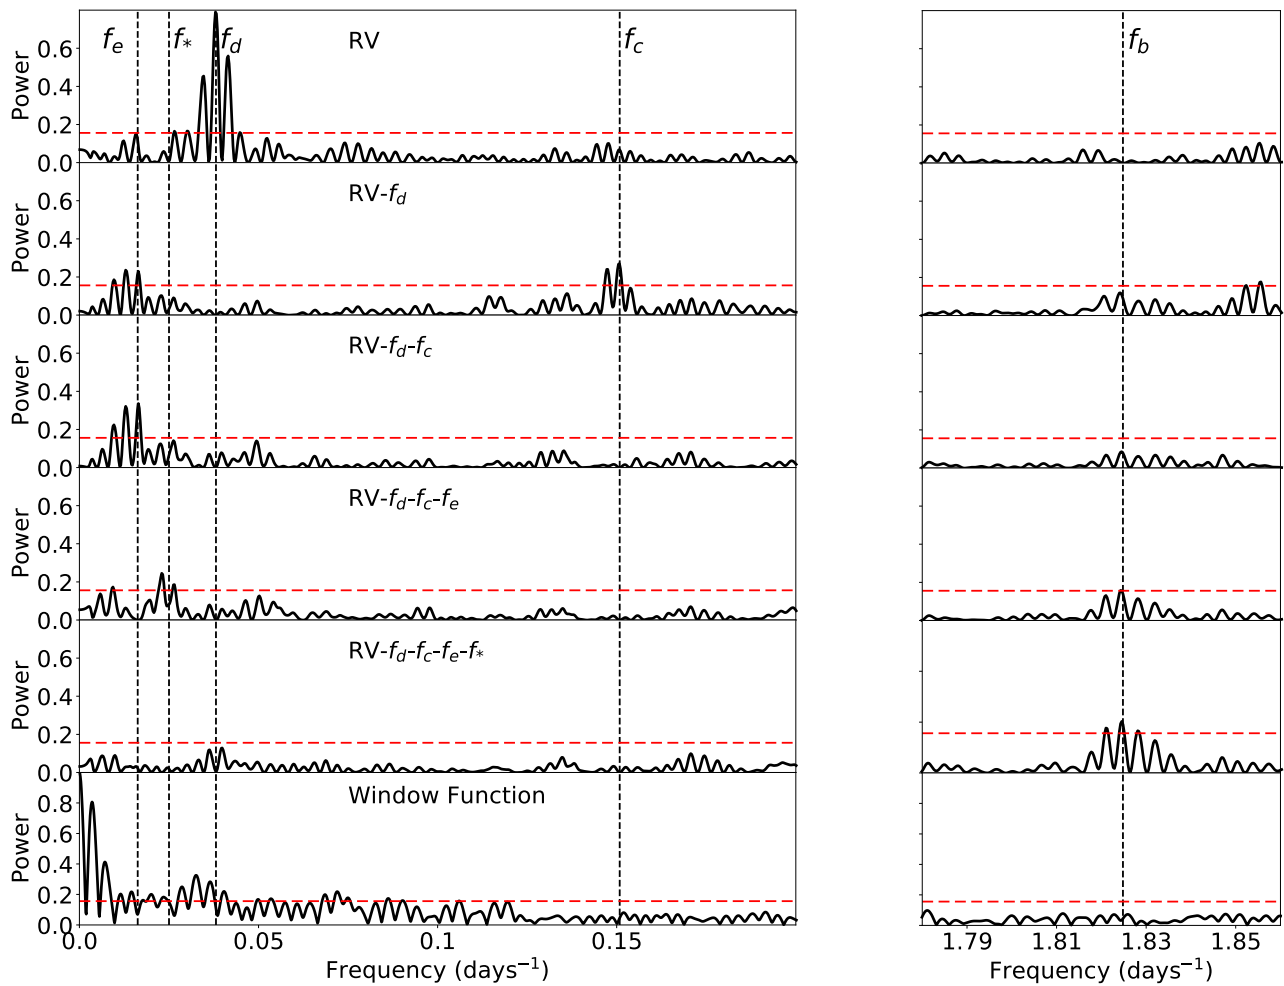 f_e f_* f_d RV f_c f_b
Power 0.6 0.4 0.2 0.0
RV-f_d
Power 0.6 0.4 0.2 0.0
RV-f_d-f_c
Power 0.6 0.4 0.2 0.0
RV-f_d-f_c-f_e
Power 0.6 0.4 0.2 0.0
RV-f_d-f_c-f_e-f_*
Power 0.6 0.4 0.2 0.0
Window Function
Power 0.8 0.6 0.4 0.2 0.0
0.0 0.05 0.1 0.15 1.79 1.81 1.83 1.85
Frequency (days⁻¹) Frequency (days⁻¹)